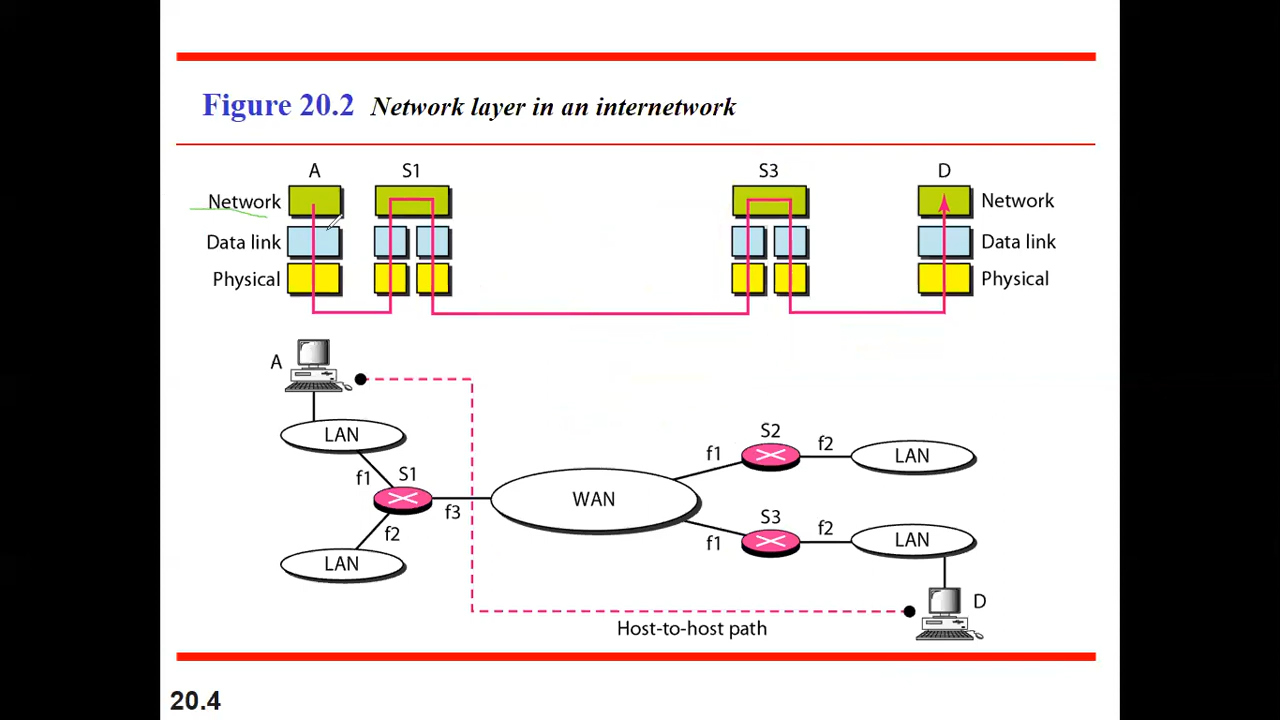 Figure 20.2 Network layer in an internetwork
A S1 S3 D
Network Network
Data link Data link
Physical Physical
A
LAN
f1 S1
f3
f2
LAN
WAN
f1 S2 f2 LAN
f1 S3 f2 LAN
D
Host-to-host path
20.4